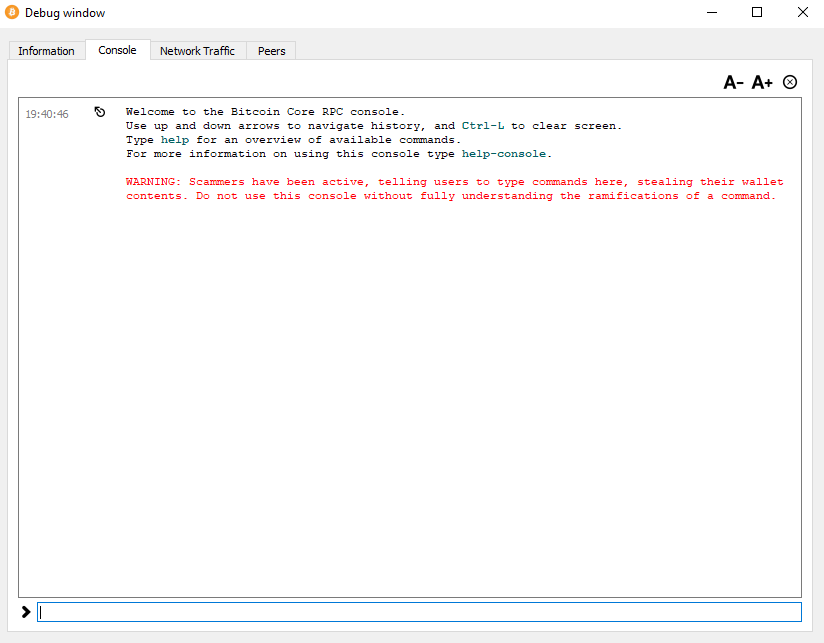 Debug window
Information
Console
Network Traffic
Peers
A- A+
19:40:46
Welcome to the Bitcoin Core RPC console.
Use up and down arrows to navigate history, and Ctrl-L to clear screen.
Type help for an overview of available commands.
For more information on using this console type help-console.
WARNING: Scammers have been active, telling users to type commands here, stealing their wallet
contents. Do not use this console without fully understanding the ramifications of a command.